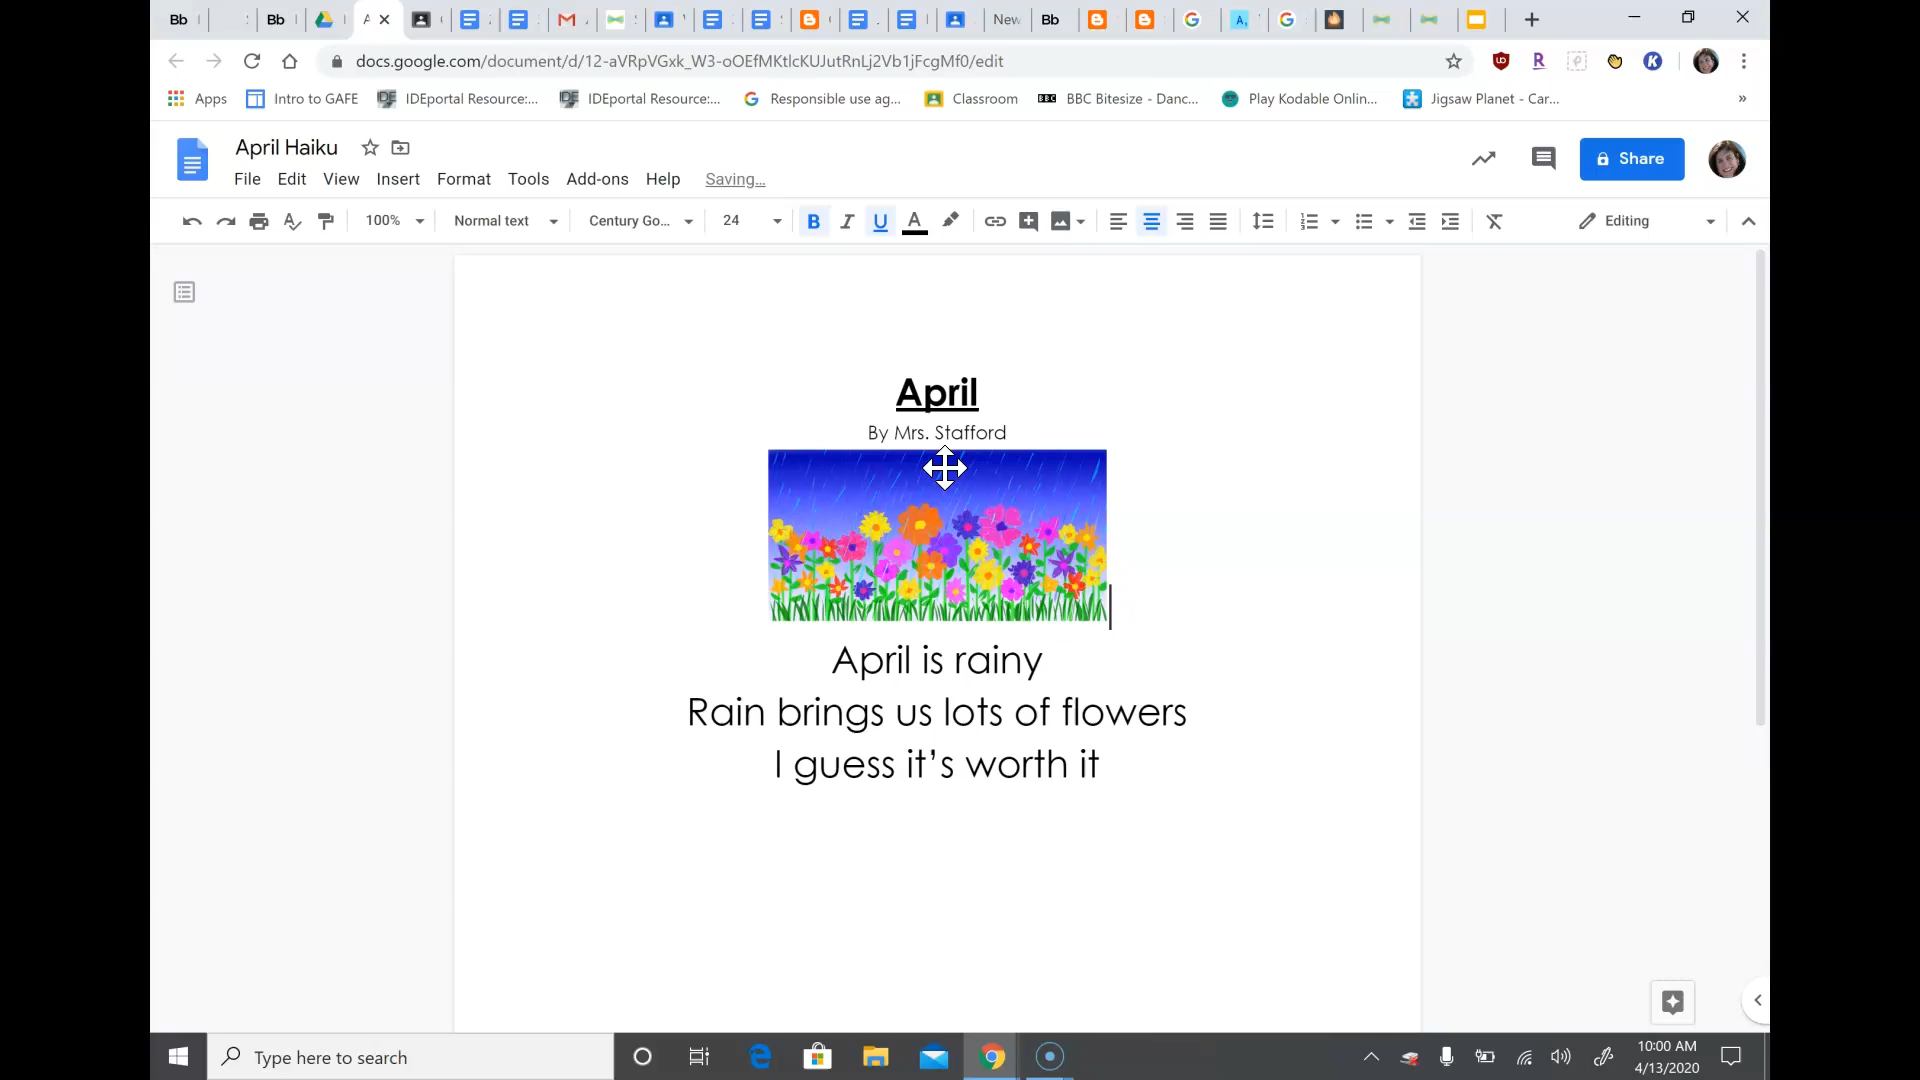 Bb
Bb
A
New
Bb
A,
docs.google.com/document/d/12-aVRpVGxk_W3-oOEfMKtlcKUJutRnLj2Vb1jFcgMf0/edit
R
K
Apps
Intro to GAFE
IDEportal Resource:...
IDEportal Resource:...
Responsible use ag...
Classroom
BBC Bitesize - Danc...
Play Kodable Onlin...
Jigsaw Planet - Car...
»
April Haiku
Share
File Edit View Insert Format Tools Add-ons Help Saving...
100% Normal text Century Go... 24 B I U A Editing
April
By Mrs. Stafford
April is rainy
Rain brings us lots of flowers
I guess it’s worth it
Type here to search
10:00 AM
4/13/2020